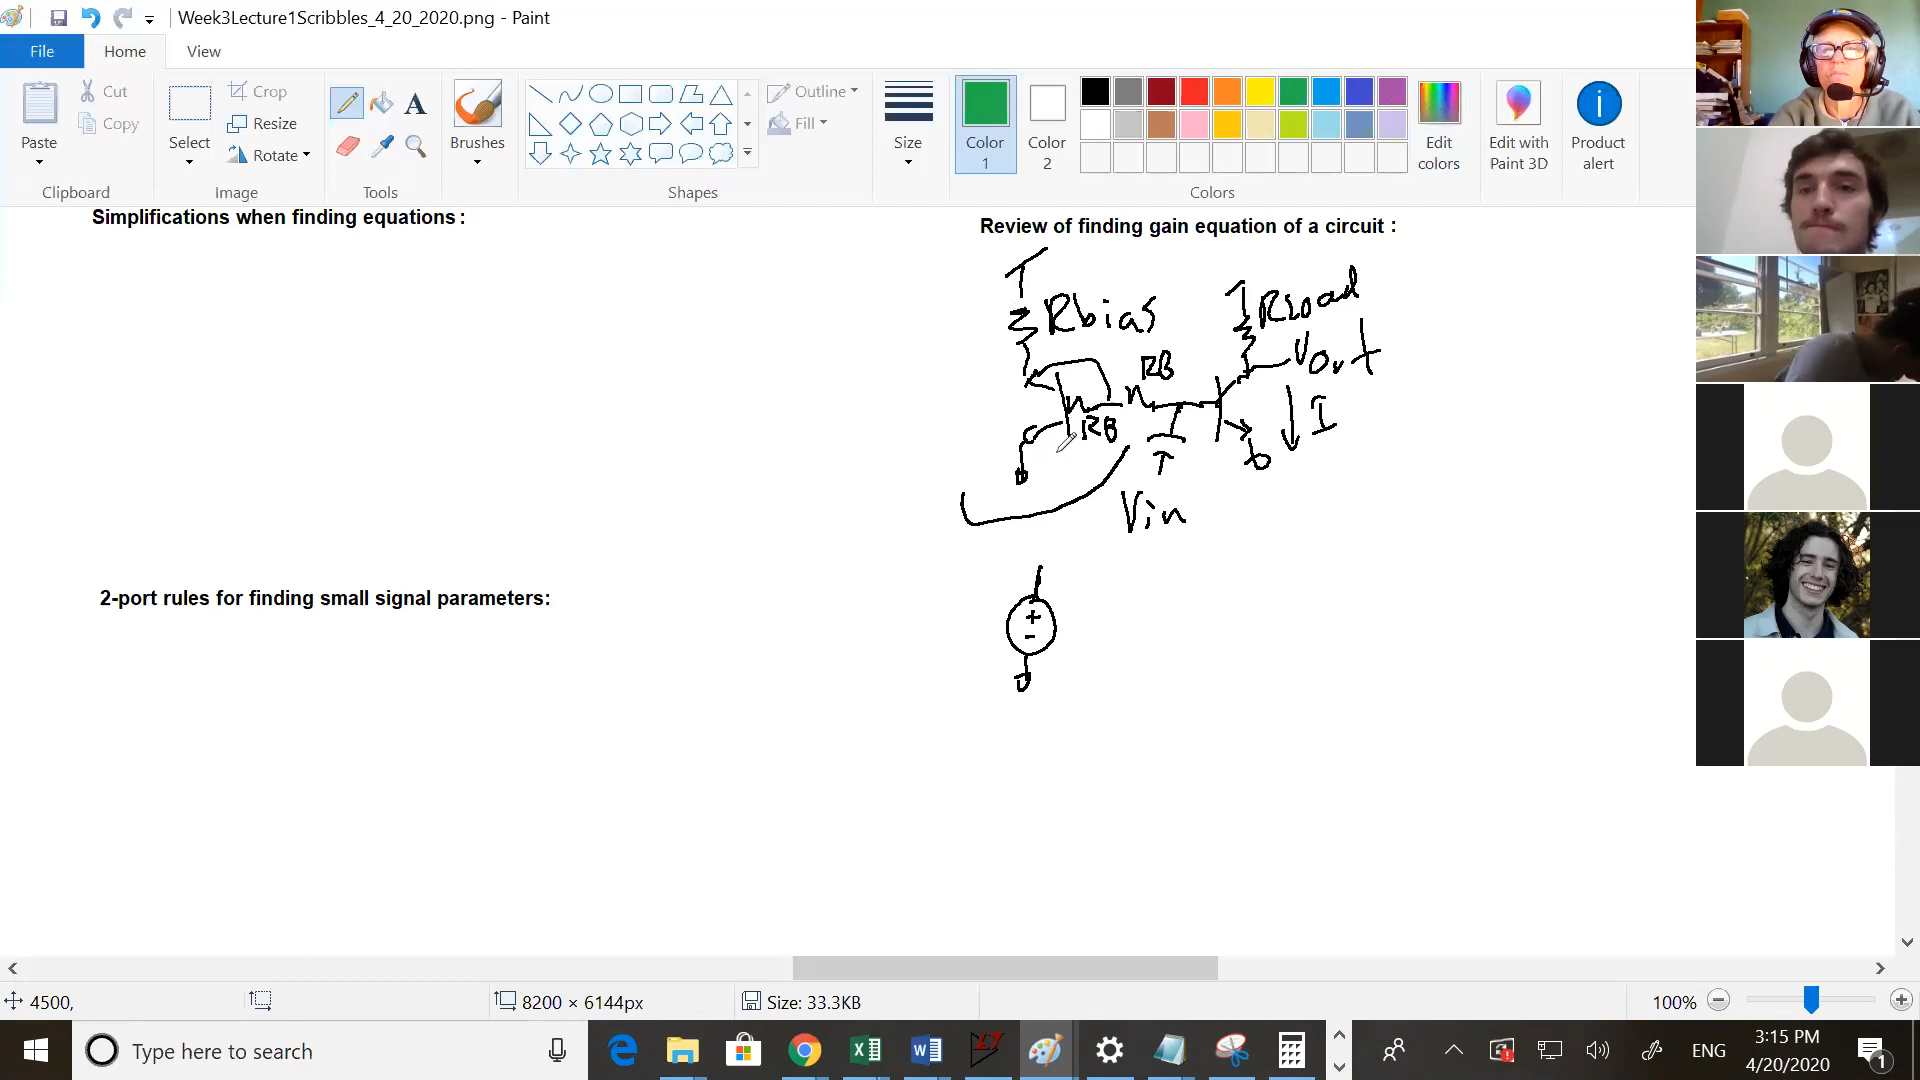 Week3Lecture1Scribbles_4_20_2020.png - Paint
File
Home
View
Paste
Cut
Copy
Clipboard
Select
Crop
Resize
Rotate
Image
A
Tools
Brushes
Outline
Fill
Shapes
Size
Color 1
Color 2
Edit colors
Colors
Edit with Paint 3D
Product alert
Simplifications when finding equations:
Review of finding gain equation of a circuit :
Rbias
Rload
Vout
RB
RB
I
Vin
+
-
2-port rules for finding small signal parameters:
4500,
8200 × 6144px
Size: 33.3KB
100%
Type here to search
ENG
3:15 PM
4/20/2020
1